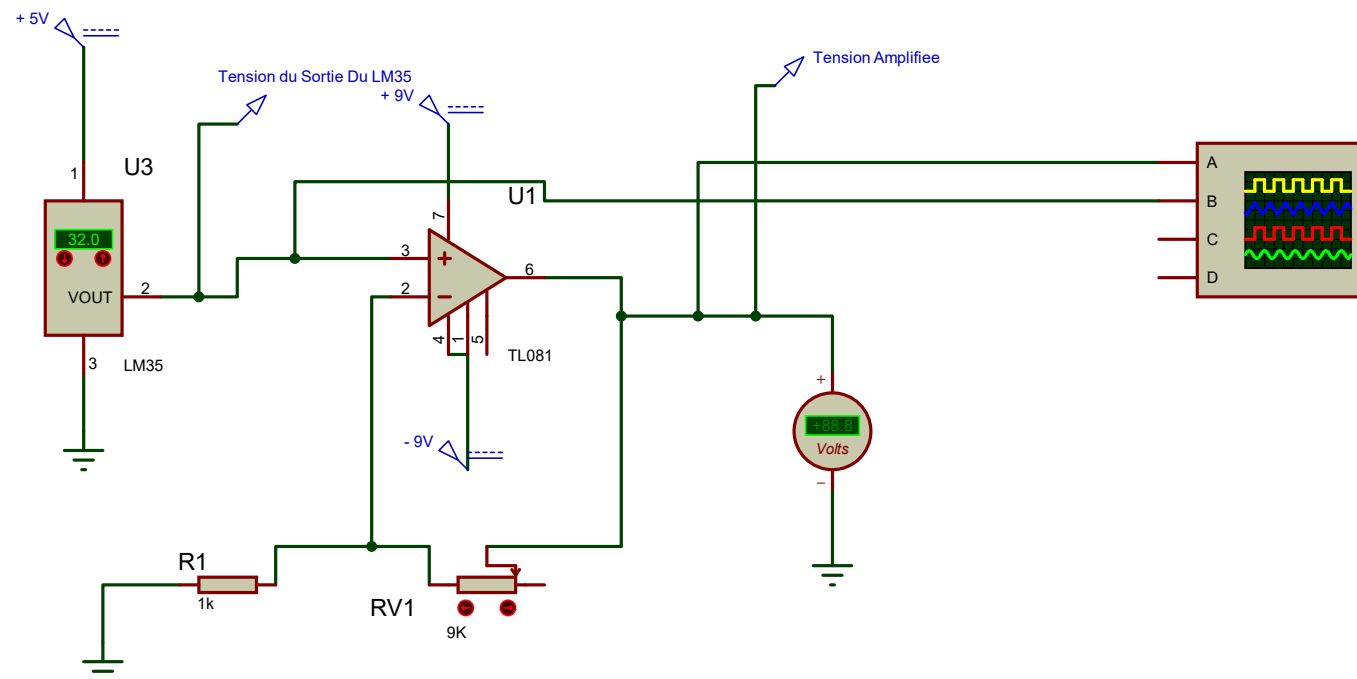 + 5V
Tension Amplifiee
Tension du Sortie Du LM35
+ 9V
1
U3
U1
A
B
C
D
7
32.0
3
+
6
2
−
VOUT
2
4
1
5
3
LM35
TL081
+
+88.8
Volts
−
- 9V
R1
1k
RV1
9K